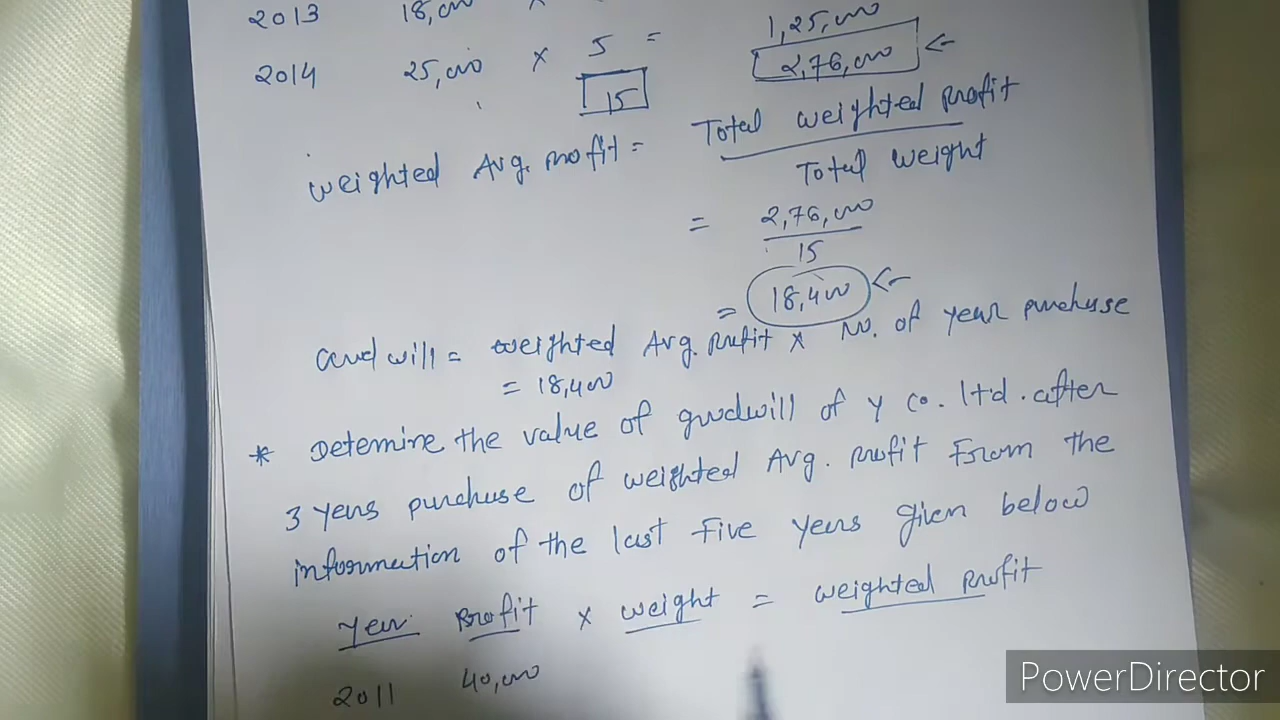 2013 18,000 ×
1,25,000
2014 25,000 × 5 =
2,76,000 ←
15
Weighted Avg. profit = Total weighted profit
Total weight
= 2,76,000
15
= 18,400 ←
Goodwill = weighted Avg. profit × No. of year purchase
= 18,400
* Detemine the value of goodwill of Y Co. Ltd. after
3 years purchase of weighted Avg. profit From the
information of the last Five years given below
Year Profit × weight = weighted profit
2011 40,000
PowerDirector